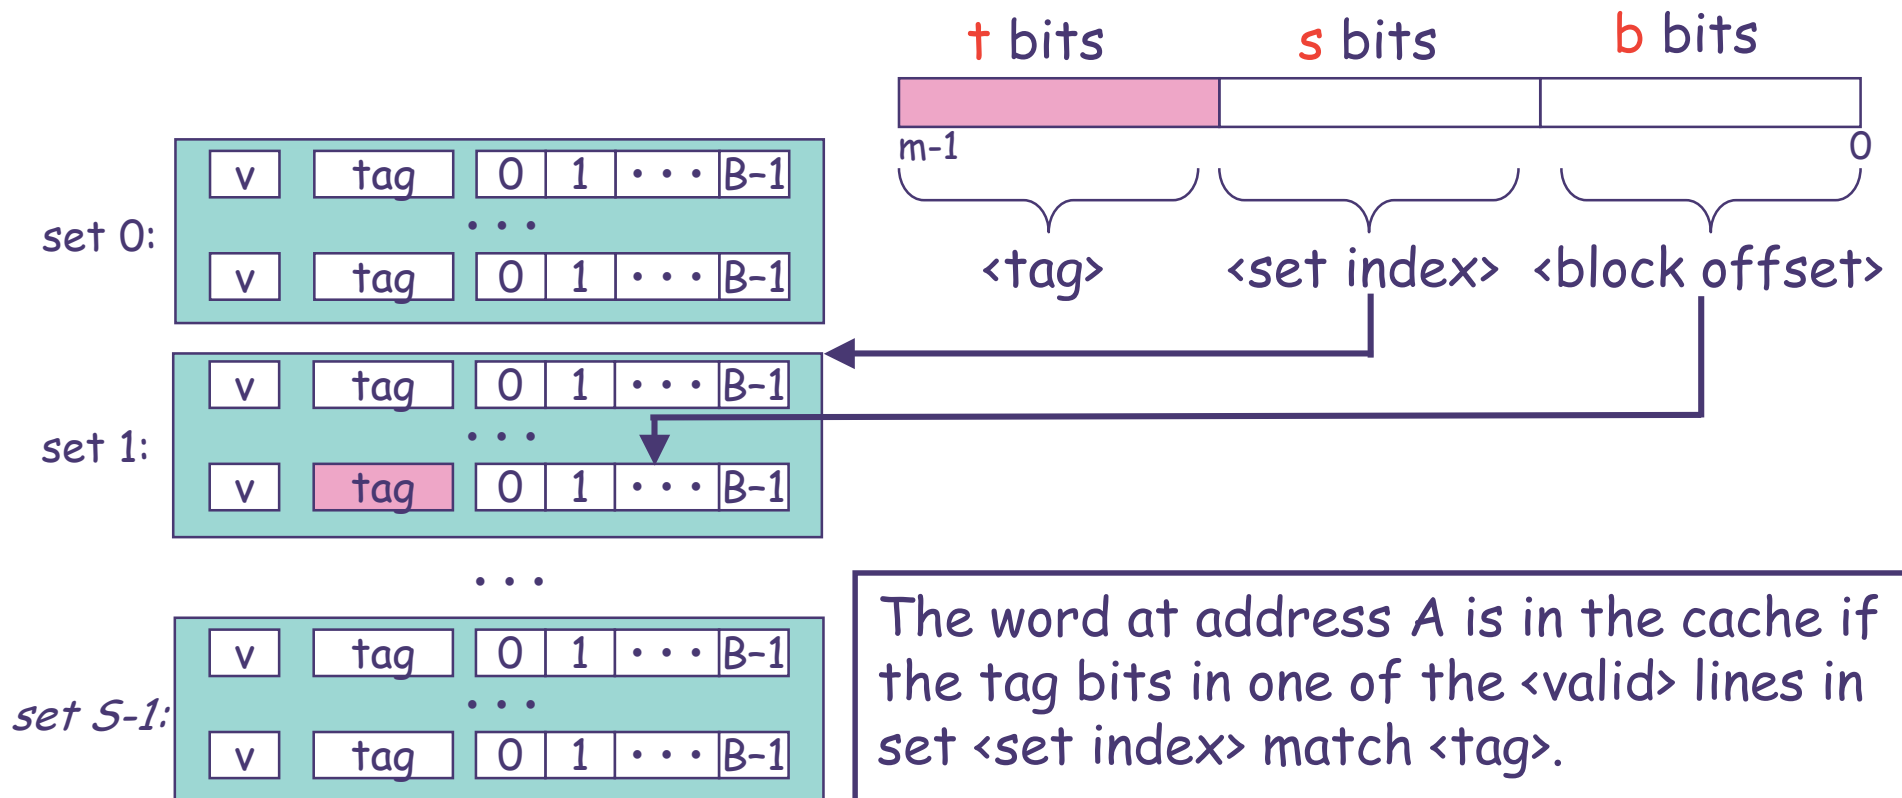 t bits s bits b bits
m-1 0
<tag> <set index> <block offset>
set 0:
v tag 0 1 • • • B-1
• • •
v tag 0 1 • • • B-1
set 1:
v tag 0 1 • • • B-1
• • •
v tag 0 1 • • • B-1
• • •
set S-1:
v tag 0 1 • • • B-1
• • •
v tag 0 1 • • • B-1
The word at address A is in the cache if
the tag bits in one of the <valid> lines in
set <set index> match <tag>.